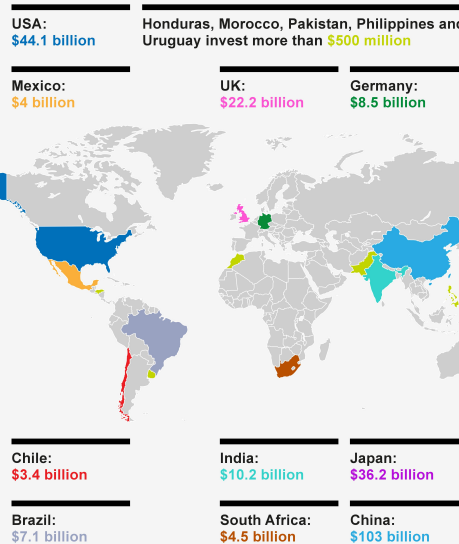 USA:
$44.1 billion
Honduras, Morocco, Pakistan, Philippines and
Uruguay invest more than $500 million
Mexico:
$4 billion
UK:
$22.2 billion
Germany:
$8.5 billion
Chile:
$3.4 billion
India:
$10.2 billion
Japan:
$36.2 billion
Brazil:
$7.1 billion
South Africa:
$4.5 billion
China:
$103 billion